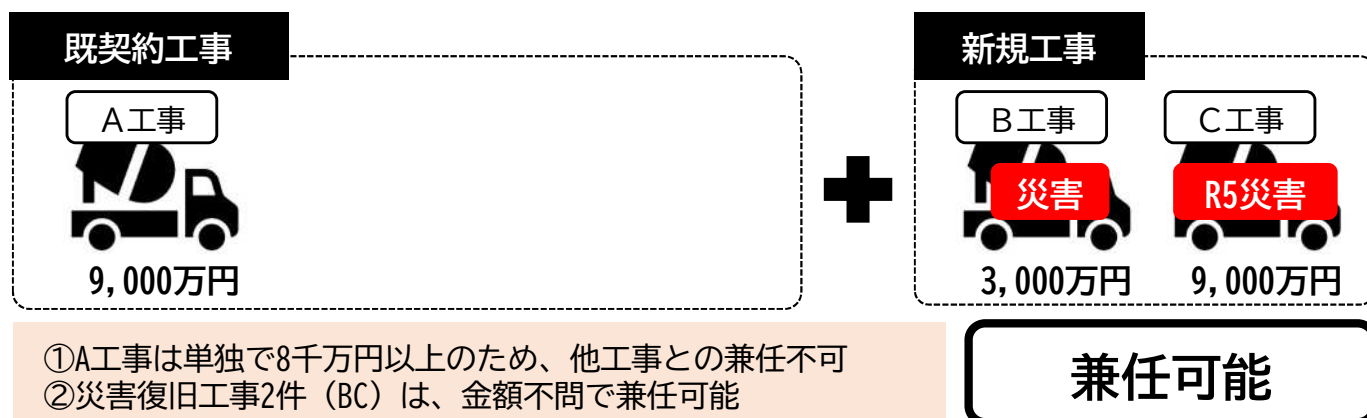 既契約工事
A工事
9,000万円
新規工事
B工事
災害
3,000万円
C工事
R5災害
9,000万円
①A工事は単独で8千万円以上のため、他工事との兼任不可
②災害復旧工事2件（BC）は、金額不問で兼任可能
兼任可能